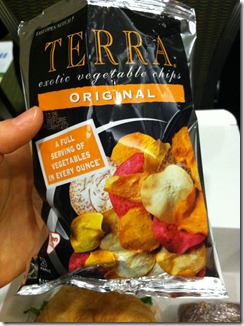 TERRA
exotic vegetable chips
ORIGINAL
A FULL
SERVING OF
VEGETABLES
IN EVERY OUNCE*